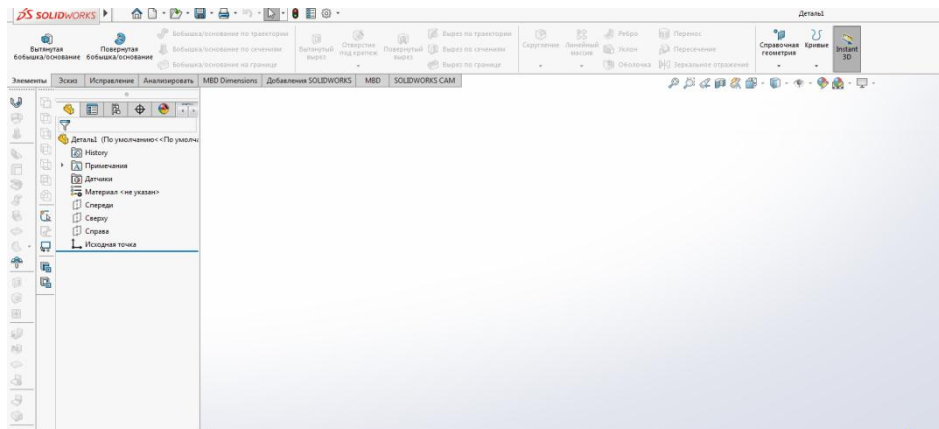 SOLIDWORKS
Деталь1
Вытянутая бобышка/основание
Повернутая бобышка/основание
Бобышка/основание по траектории
Бобышка/основание по сечениям
Бобышка/основание на границе
Вытянутый вырез
Отверстие под крепеж
Повернутый вырез
Вырез по траектории
Вырез по сечениям
Вырез по границе
Скругление
Линейный массив
Ребро
Уклон
Оболочка
Перенос
Пересечение
Зеркальное отражение
Справочная геометрия
Кривые
Instant 3D
Элементы
Эскиз
Исправление
Анализировать
MBD Dimensions
Добавления SOLIDWORKS
MBD
SOLIDWORKS CAM
Деталь1 (По умолчанию<<По умолча
History
Примечания
Датчики
Материал <не указан>
Спереди
Сверху
Справа
Исходная точка